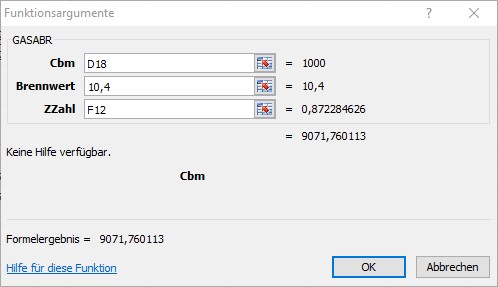 Funktionsargumente ? ×
GASABR
Cbm D18 = 1000
Brennwert 10,4 = 10,4
ZZahl F12 = 0,872284626
= 9071,760113
Keine Hilfe verfügbar.
Cbm
Formelergebnis = 9071,760113
Hilfe für diese Funktion OK Abbrechen